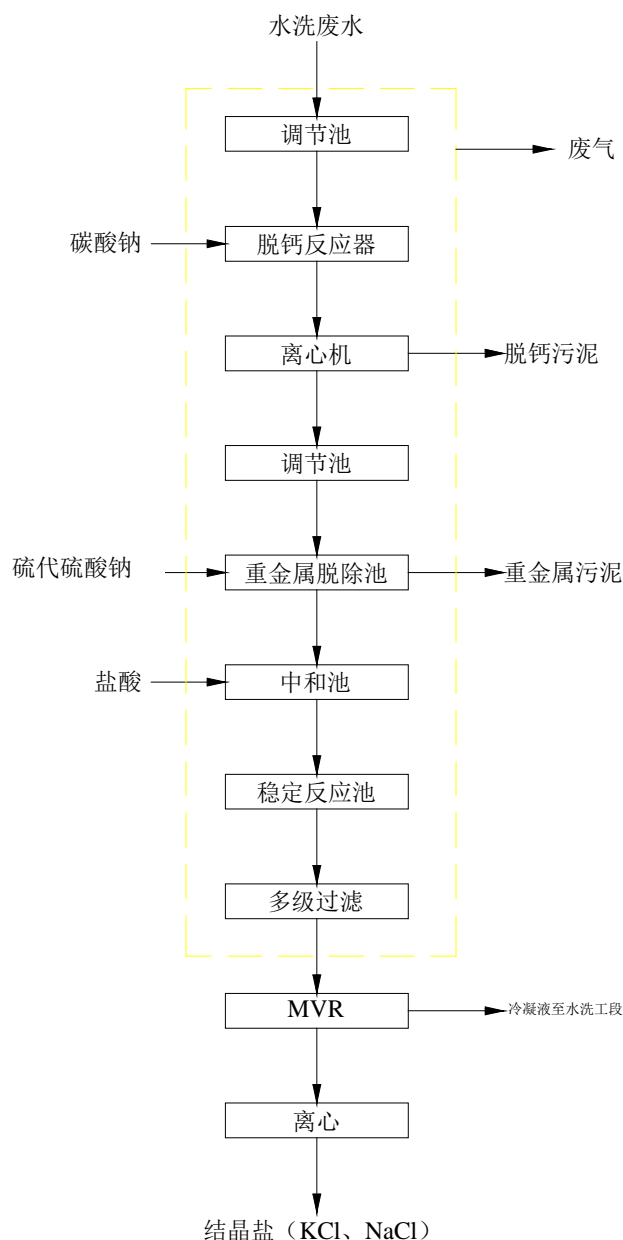 水洗废水
调节池
废气
碳酸钠
脱钙反应器
离心机
脱钙污泥
调节池
硫代硫酸钠
重金属脱除池
重金属污泥
盐酸
中和池
稳定反应池
多级过滤
MVR
冷凝液至水洗工段
离心
结晶盐（KCl、NaCl）